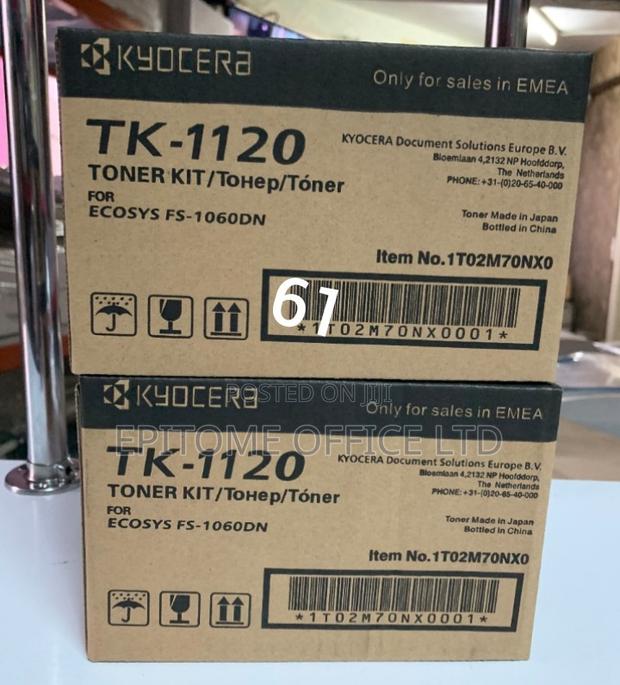 KYOCERA
Only for sales in EMEA
TK-1120
TONER KIT/Тонер/Tóner
FOR
ECOSYS FS-1060DN
KYOCERA Document Solutions Europe B.V.
Bloemlaan 4,2132 NP Hoofddorp,
The Netherlands
PHONE:+31-(0)20-65-40-000
Toner Made in Japan
Bottled in China
Item No.1T02M70NX0
61
*1T02M70NX0001*
KYOCERA
Only for sales in EMEA
POSTED ON JIJI
EPITOME OFFICE LTD
TK-1120
TONER KIT/Тонер/Tóner
FOR
ECOSYS FS-1060DN
KYOCERA Document Solutions Europe B.V.
Bloemlaan 4,2132 NP Hoofddorp,
The Netherlands
PHONE:+31-(0)20-65-40-000
Toner Made in Japan
Bottled in China
Item No.1T02M70NX0
*1T02M70NX0001*